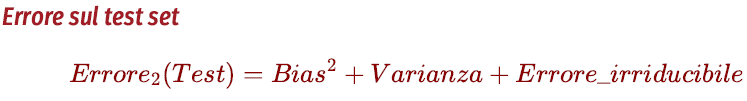 Errore sul test set
Errore₂(Test) = Bias² + Varianza + Errore_irriducibile